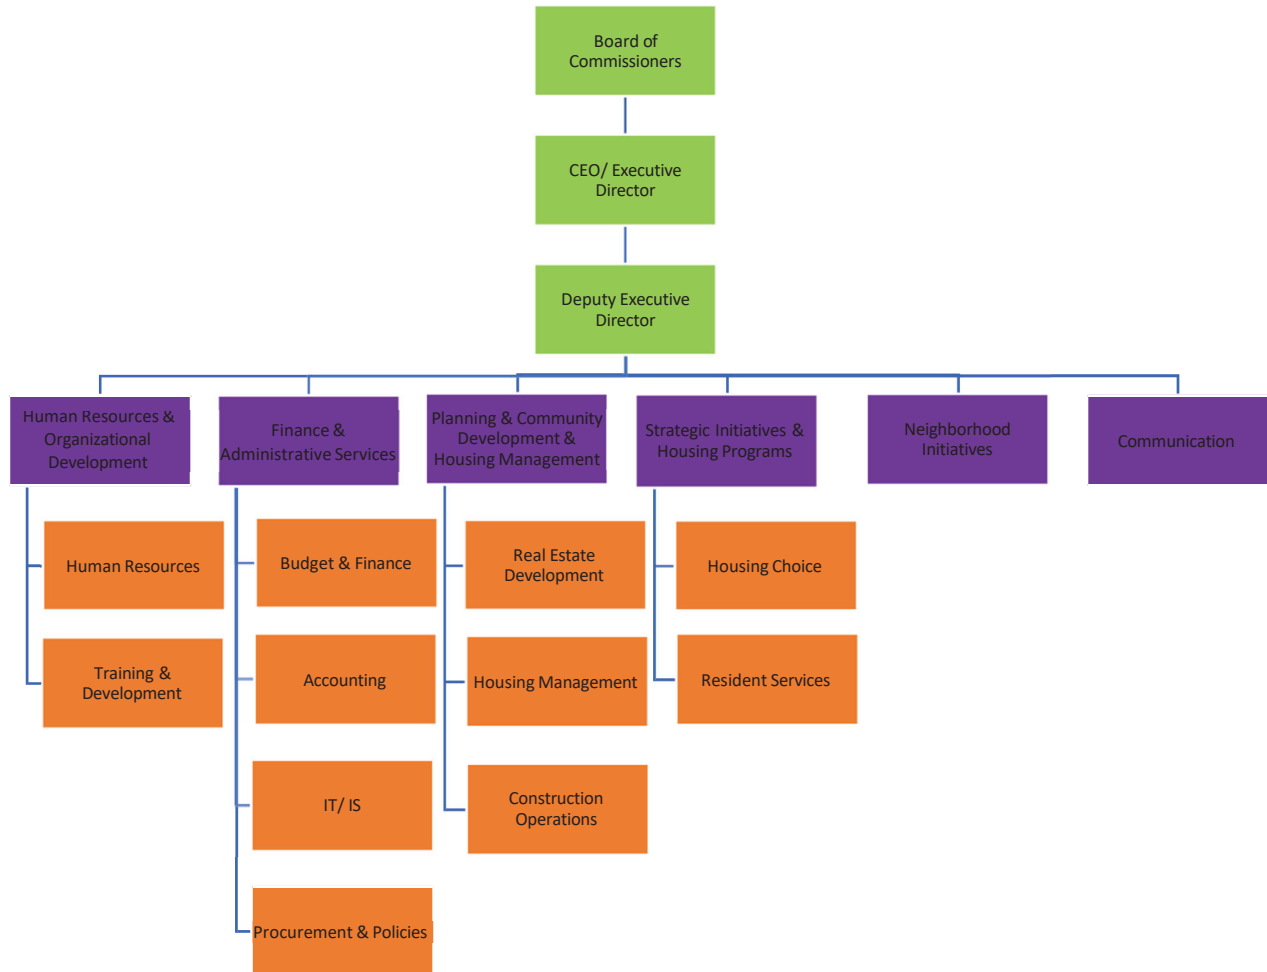 Board of
Commissioners
CEO/ Executive
Director
Deputy Executive
Director
Human Resources &
Organizational
Development
Finance &
Administrative Services
Planning & Community
Development &
Housing Management
Strategic Initiatives &
Housing Programs
Neighborhood
Initiatives
Communication
Human Resources
Training &
Development
Budget & Finance
Accounting
IT/ IS
Procurement & Policies
Real Estate
Development
Housing Management
Construction
Operations
Housing Choice
Resident Services